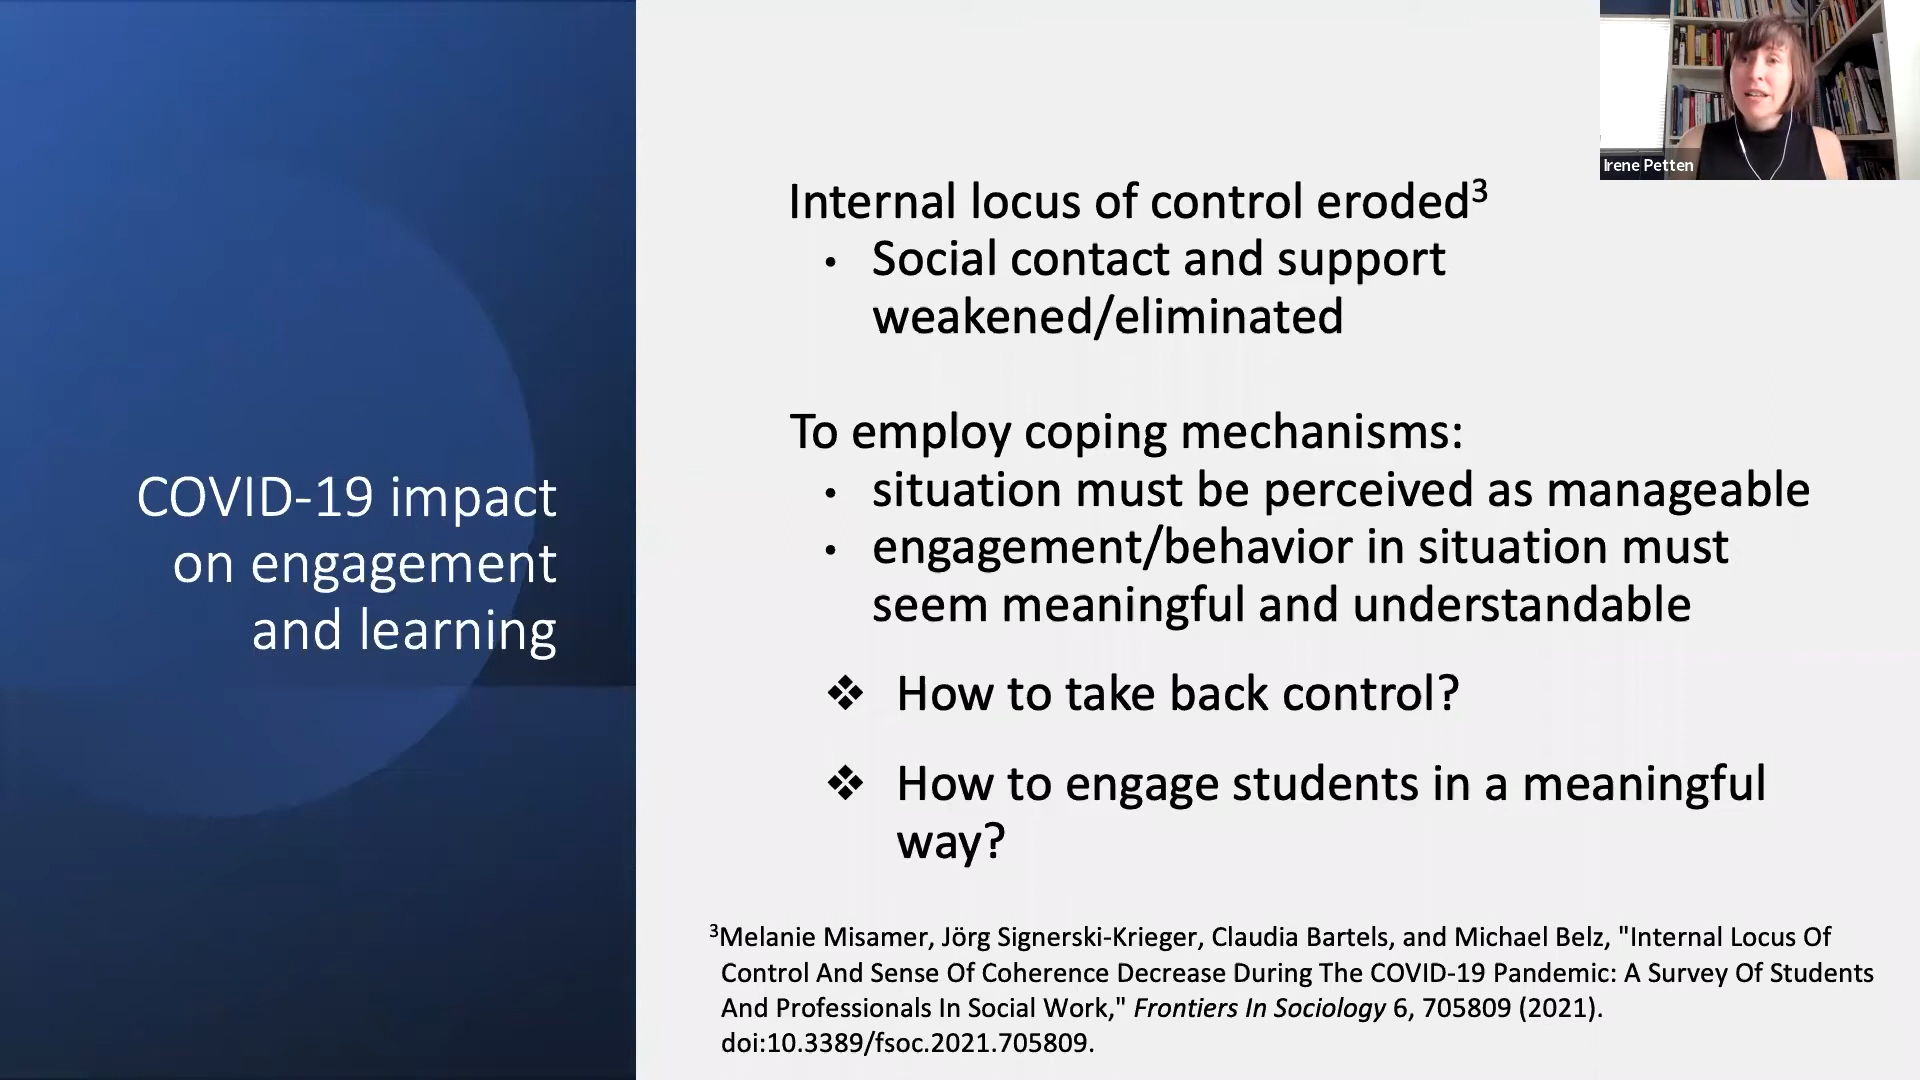 Irene Petten
COVID-19 impact
on engagement
and learning
Internal locus of control eroded³
• Social contact and support
weakened/eliminated
To employ coping mechanisms:
• situation must be perceived as manageable
• engagement/behavior in situation must
seem meaningful and understandable
❖ How to take back control?
❖ How to engage students in a meaningful
way?
³Melanie Misamer, Jörg Signerski-Krieger, Claudia Bartels, and Michael Belz, "Internal Locus Of
Control And Sense Of Coherence Decrease During The COVID-19 Pandemic: A Survey Of Students
And Professionals In Social Work," Frontiers In Sociology 6, 705809 (2021).
doi:10.3389/fsoc.2021.705809.